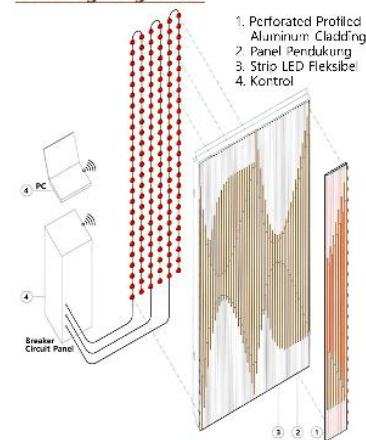 1. Perforated Profiled
Aluminum Cladding
2. Panel Pendukung
3. Strip LED Fleksibel
4. Kontrol
4 PC
4
Breaker
Circuit Panel
3 2 1